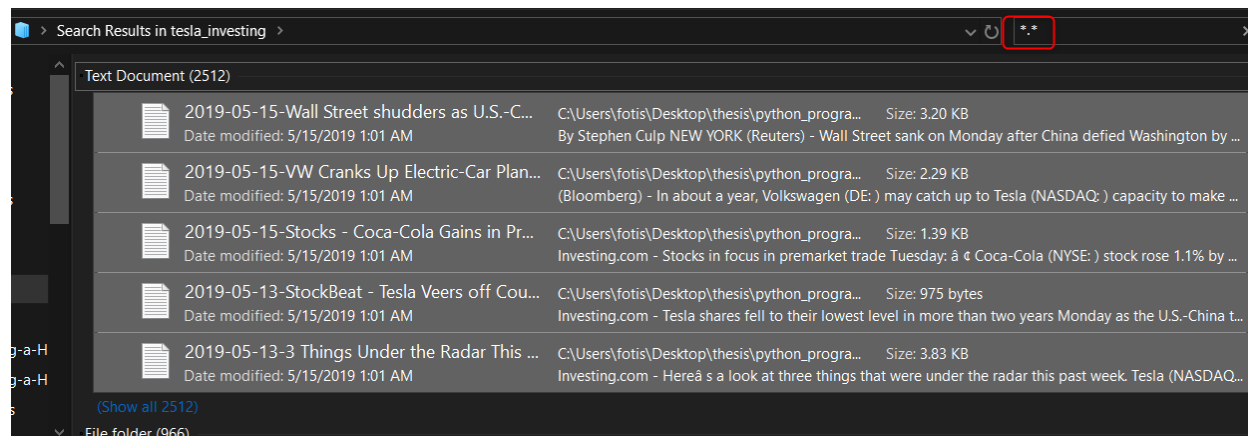 > Search Results in tesla_investing > *.*
Text Document (2512)
2019-05-15-Wall Street shudders as U.S.-C... C:\Users\fotis\Desktop\thesis\python_progra... Size: 3.20 KB
Date modified: 5/15/2019 1:01 AM By Stephen Culp NEW YORK (Reuters) - Wall Street sank on Monday after China defied Washington by ...
2019-05-15-VW Cranks Up Electric-Car Plan... C:\Users\fotis\Desktop\thesis\python_progra... Size: 2.29 KB
Date modified: 5/15/2019 1:01 AM (Bloomberg) - In about a year, Volkswagen (DE: ) may catch up to Tesla (NASDAQ: ) capacity to make ...
2019-05-15-Stocks - Coca-Cola Gains in Pr... C:\Users\fotis\Desktop\thesis\python_progra... Size: 1.39 KB
Date modified: 5/15/2019 1:01 AM Investing.com - Stocks in focus in premarket trade Tuesday: â ¢ Coca-Cola (NYSE: ) stock rose 1.1% by ...
2019-05-13-StockBeat - Tesla Veers off Cou... C:\Users\fotis\Desktop\thesis\python_progra... Size: 975 bytes
Date modified: 5/15/2019 1:01 AM Investing.com - Tesla shares fell to their lowest level in more than two years Monday as the U.S.-China t...
2019-05-13-3 Things Under the Radar This ... C:\Users\fotis\Desktop\thesis\python_progra... Size: 3.83 KB
g-a-H
Date modified: 5/15/2019 1:01 AM Investing.com - Hereâ s a look at three things that were under the radar this past week. Tesla (NASDAQ...
g-a-H
(Show all 2512)
s
File folder (966)